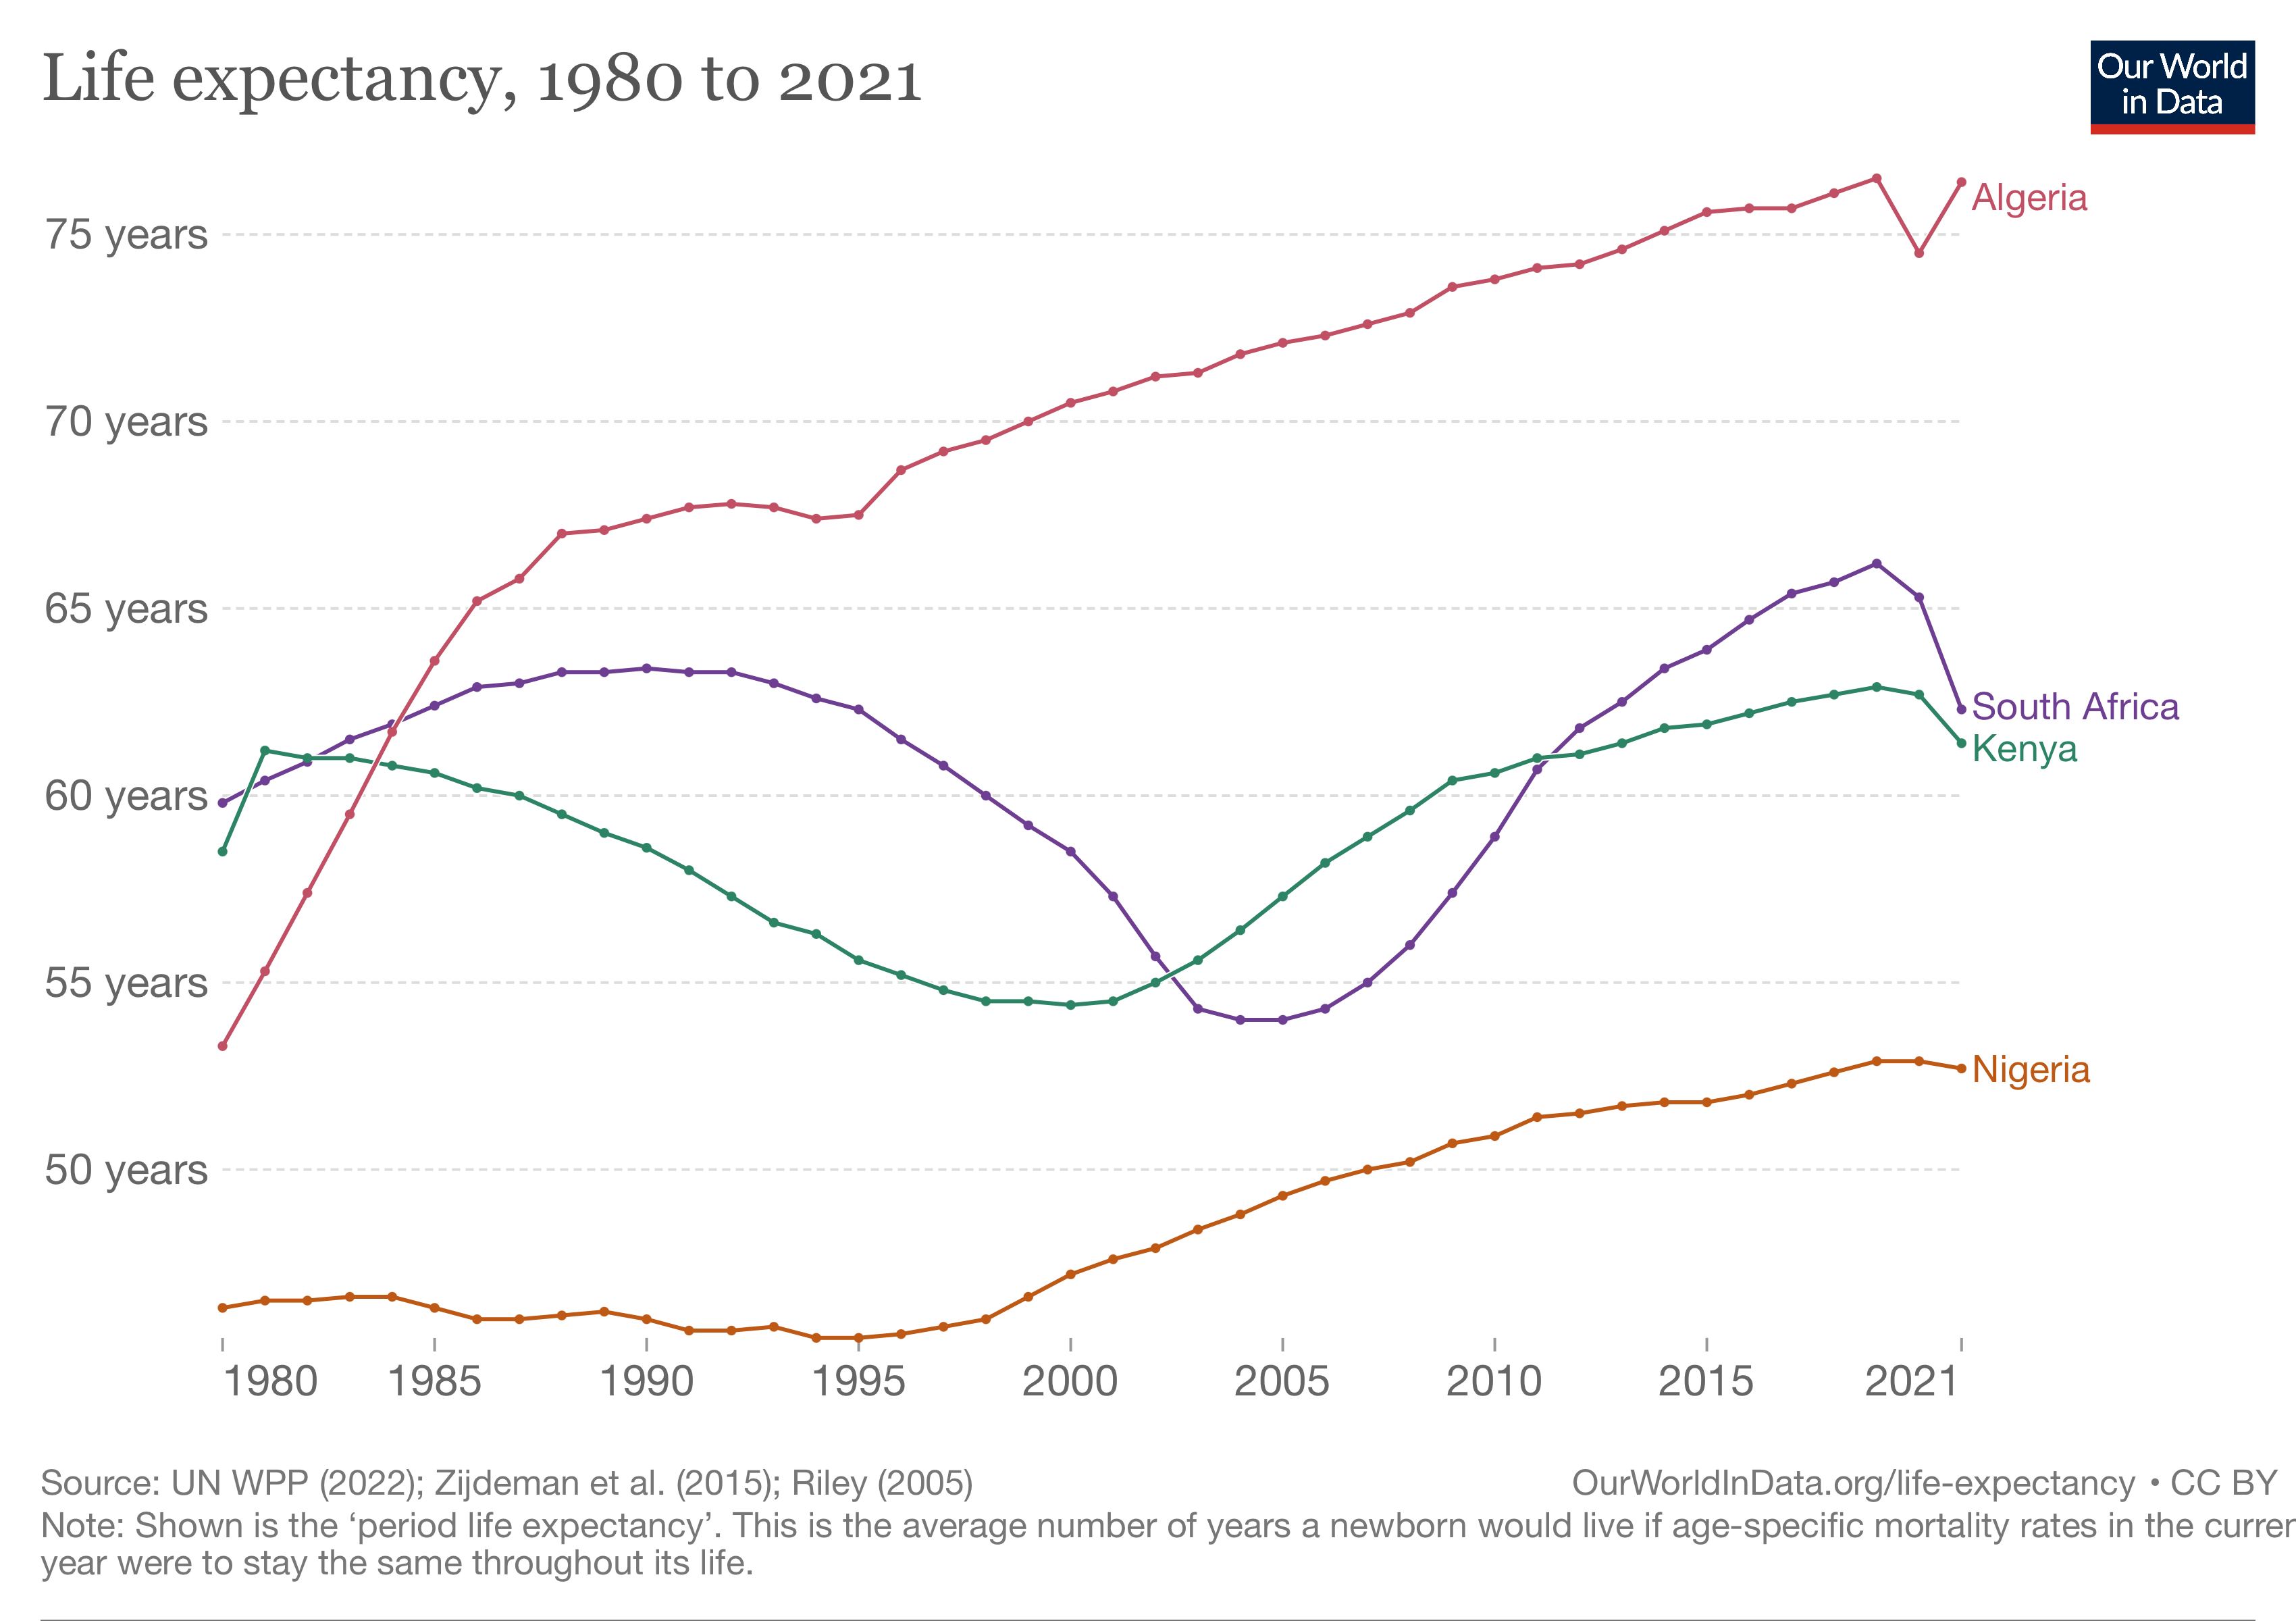 Life expectancy, 1980 to 2021
Our World
in Data
75 years
70 years
65 years
60 years
55 years
50 years
Algeria
South Africa
Kenya
Nigeria
1980 1985 1990 1995 2000 2005 2010 2015 2021
Source: UN WPP (2022); Zijdeman et al. (2015); Riley (2005)
OurWorldInData.org/life-expectancy • CC BY
Note: Shown is the ‘period life expectancy’. This is the average number of years a newborn would live if age-specific mortality rates in the curren
year were to stay the same throughout its life.